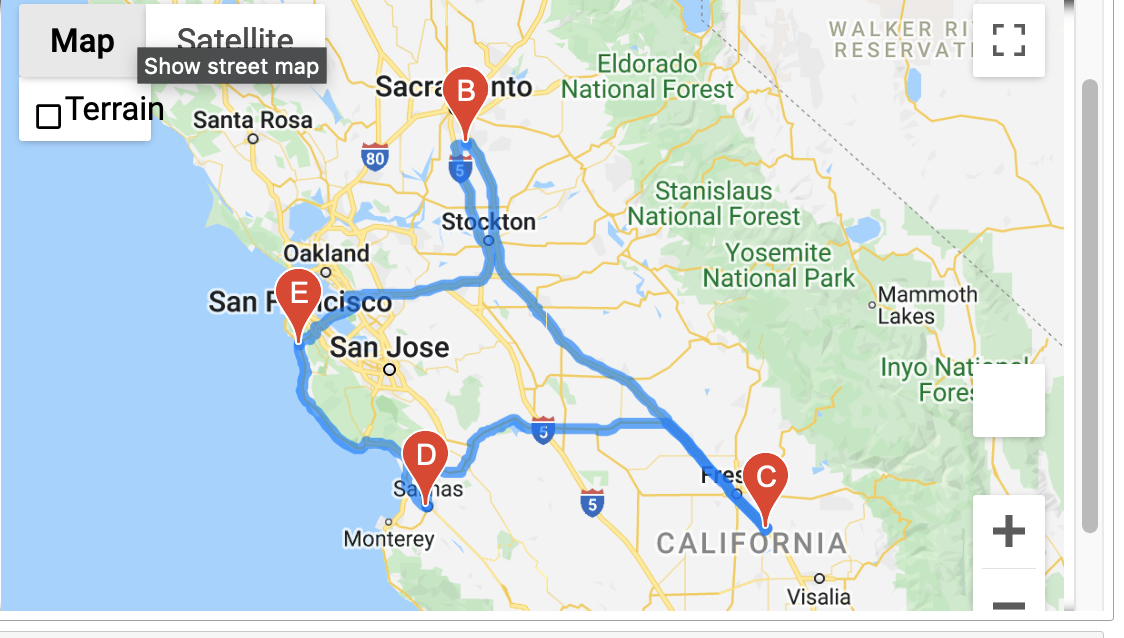 Map
Satellite
Show street map
Terrain
WALKER RI
RESERVATI
Eldorado
National Forest
Sacra nto
B
Santa Rosa
80
5
Stanislaus
National Forest
Stockton
Yosemite
National Park
Oakland
E
San F cisco
Mammoth
Lakes
San Jose
Inyo National
Fores
5
D
C
Fres
Sa nas
5
Monterey
CALIFORNIA
Visalia